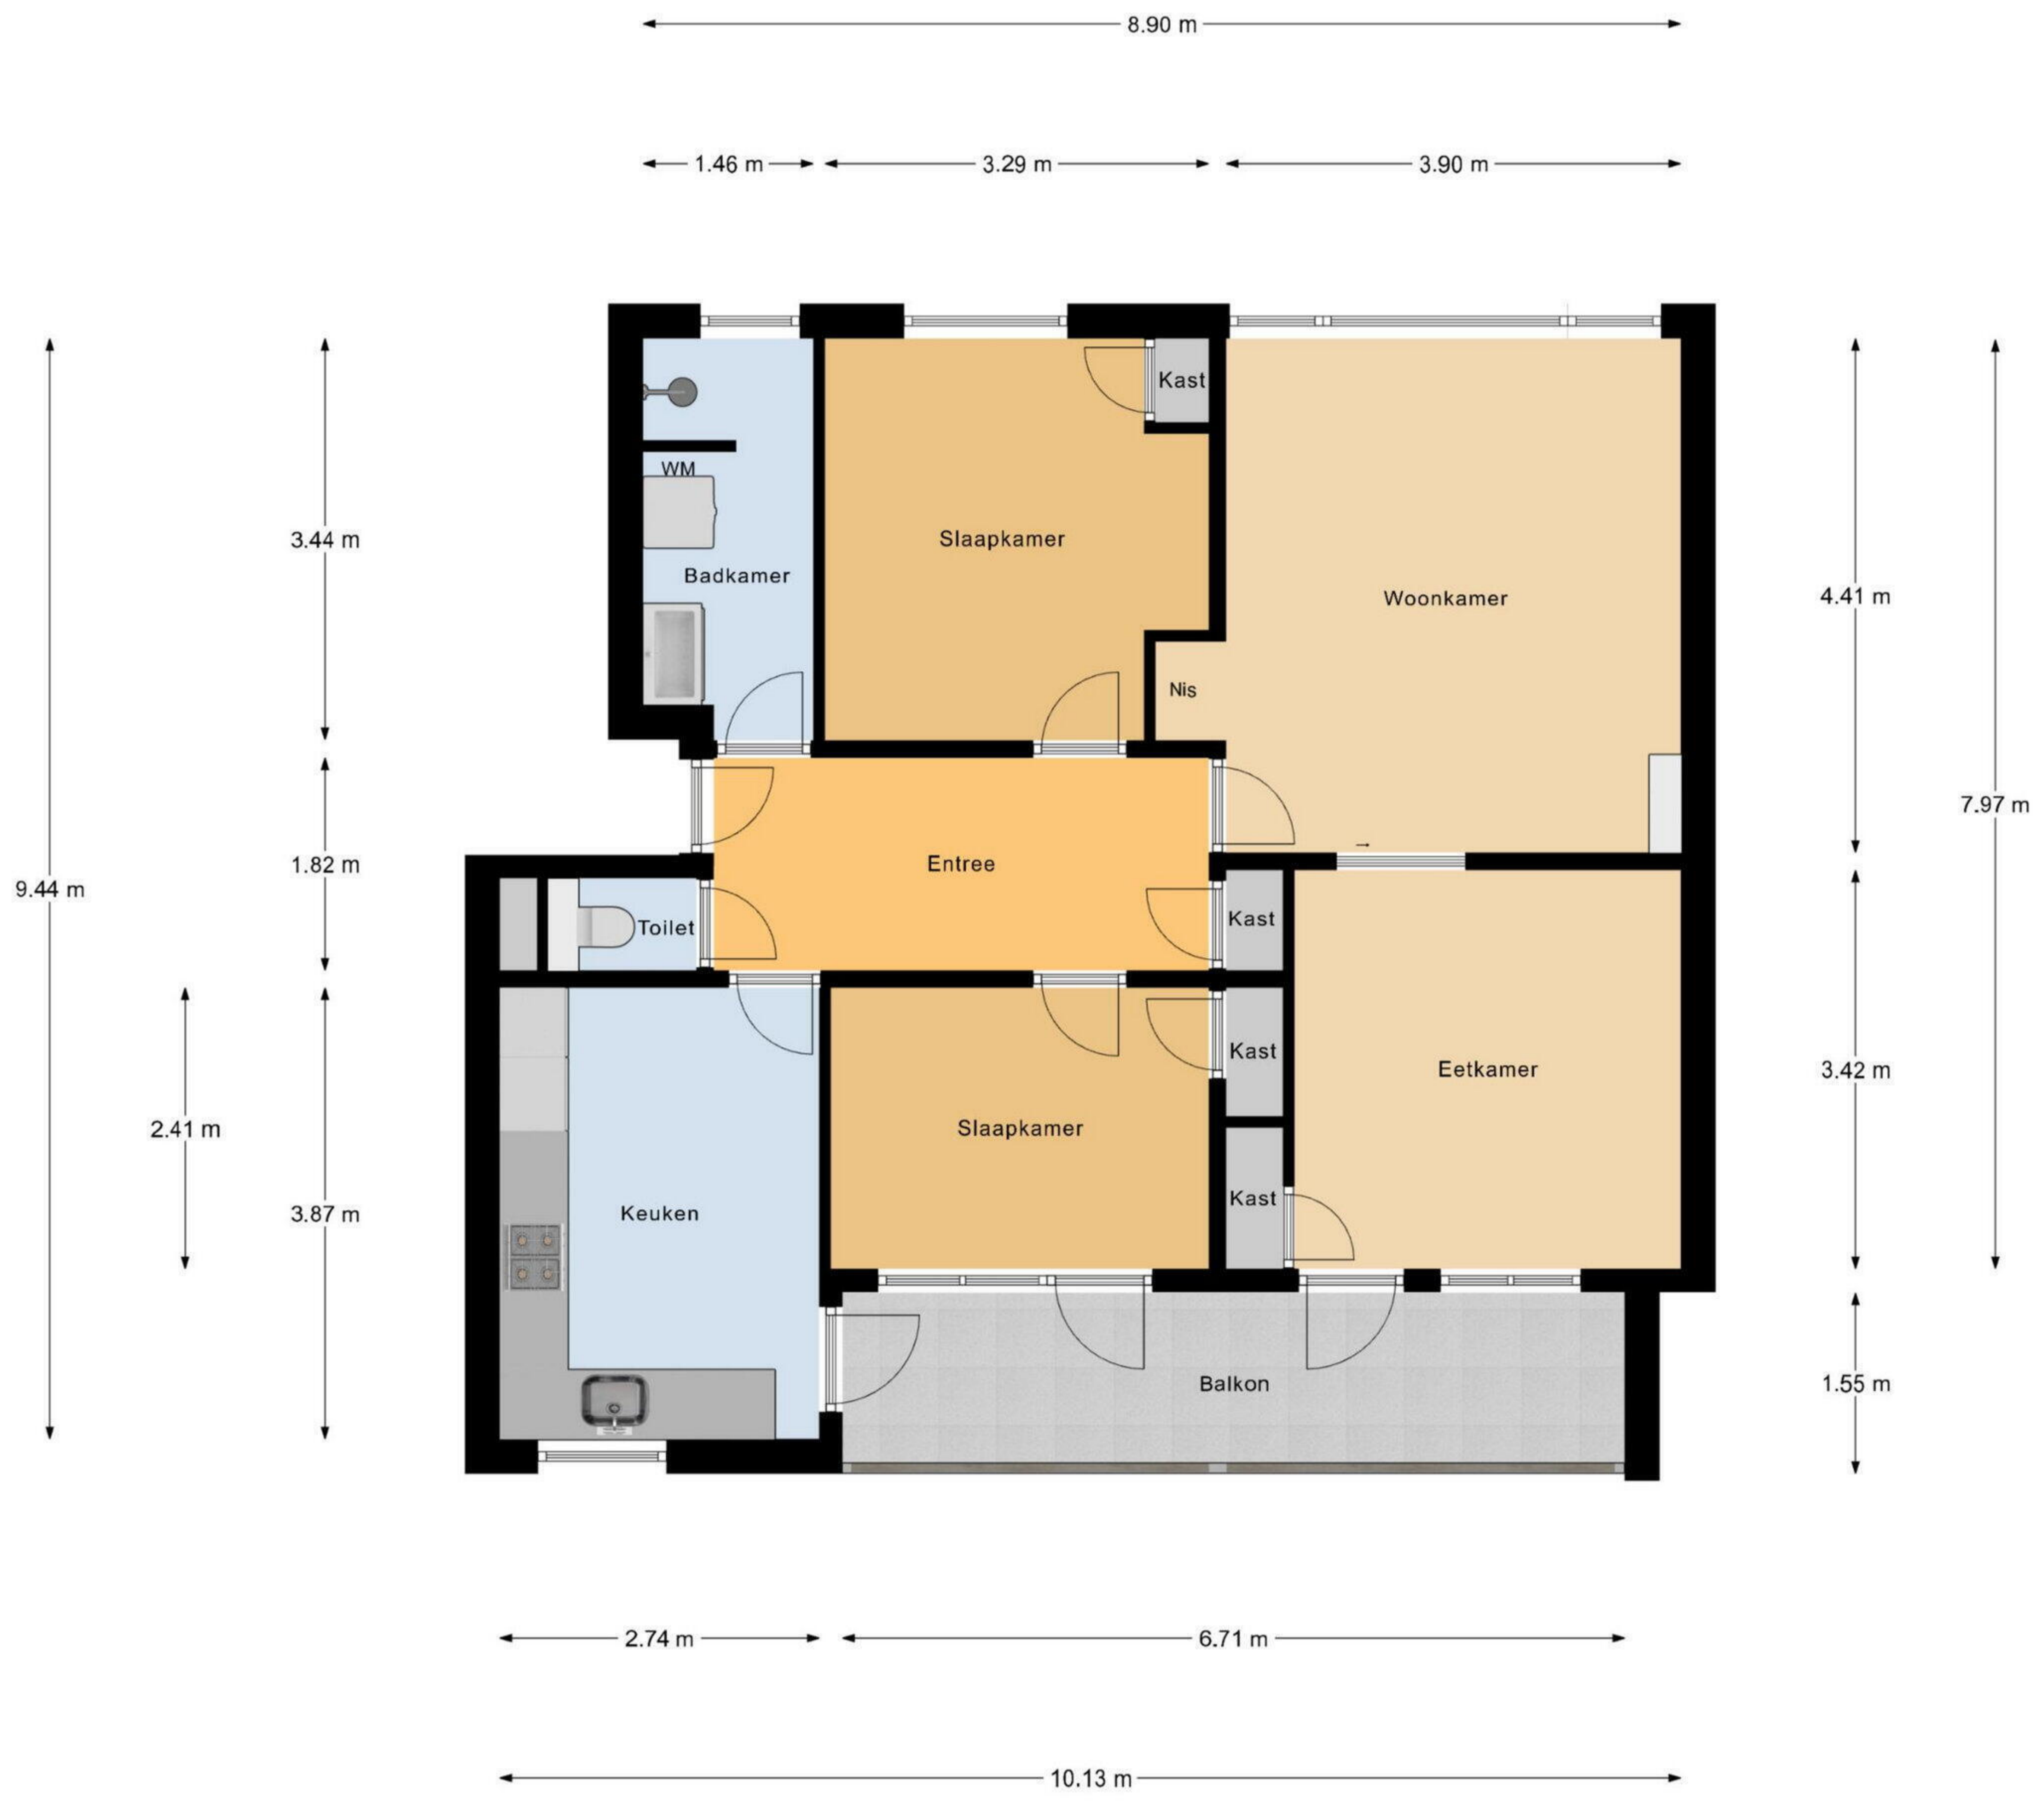 8.90 m
1.46 m
3.29 m
3.90 m
Kast
WM
3.44 m
Slaapkamer
Badkamer
Woonkamer
4.41 m
Nis
7.97 m
1.82 m
Entree
9.44 m
Toilet
Kast
2.41 m
Kast
Eetkamer
3.42 m
Slaapkamer
Kast
3.87 m
Keuken
Balkon
1.55 m
2.74 m
6.71 m
10.13 m